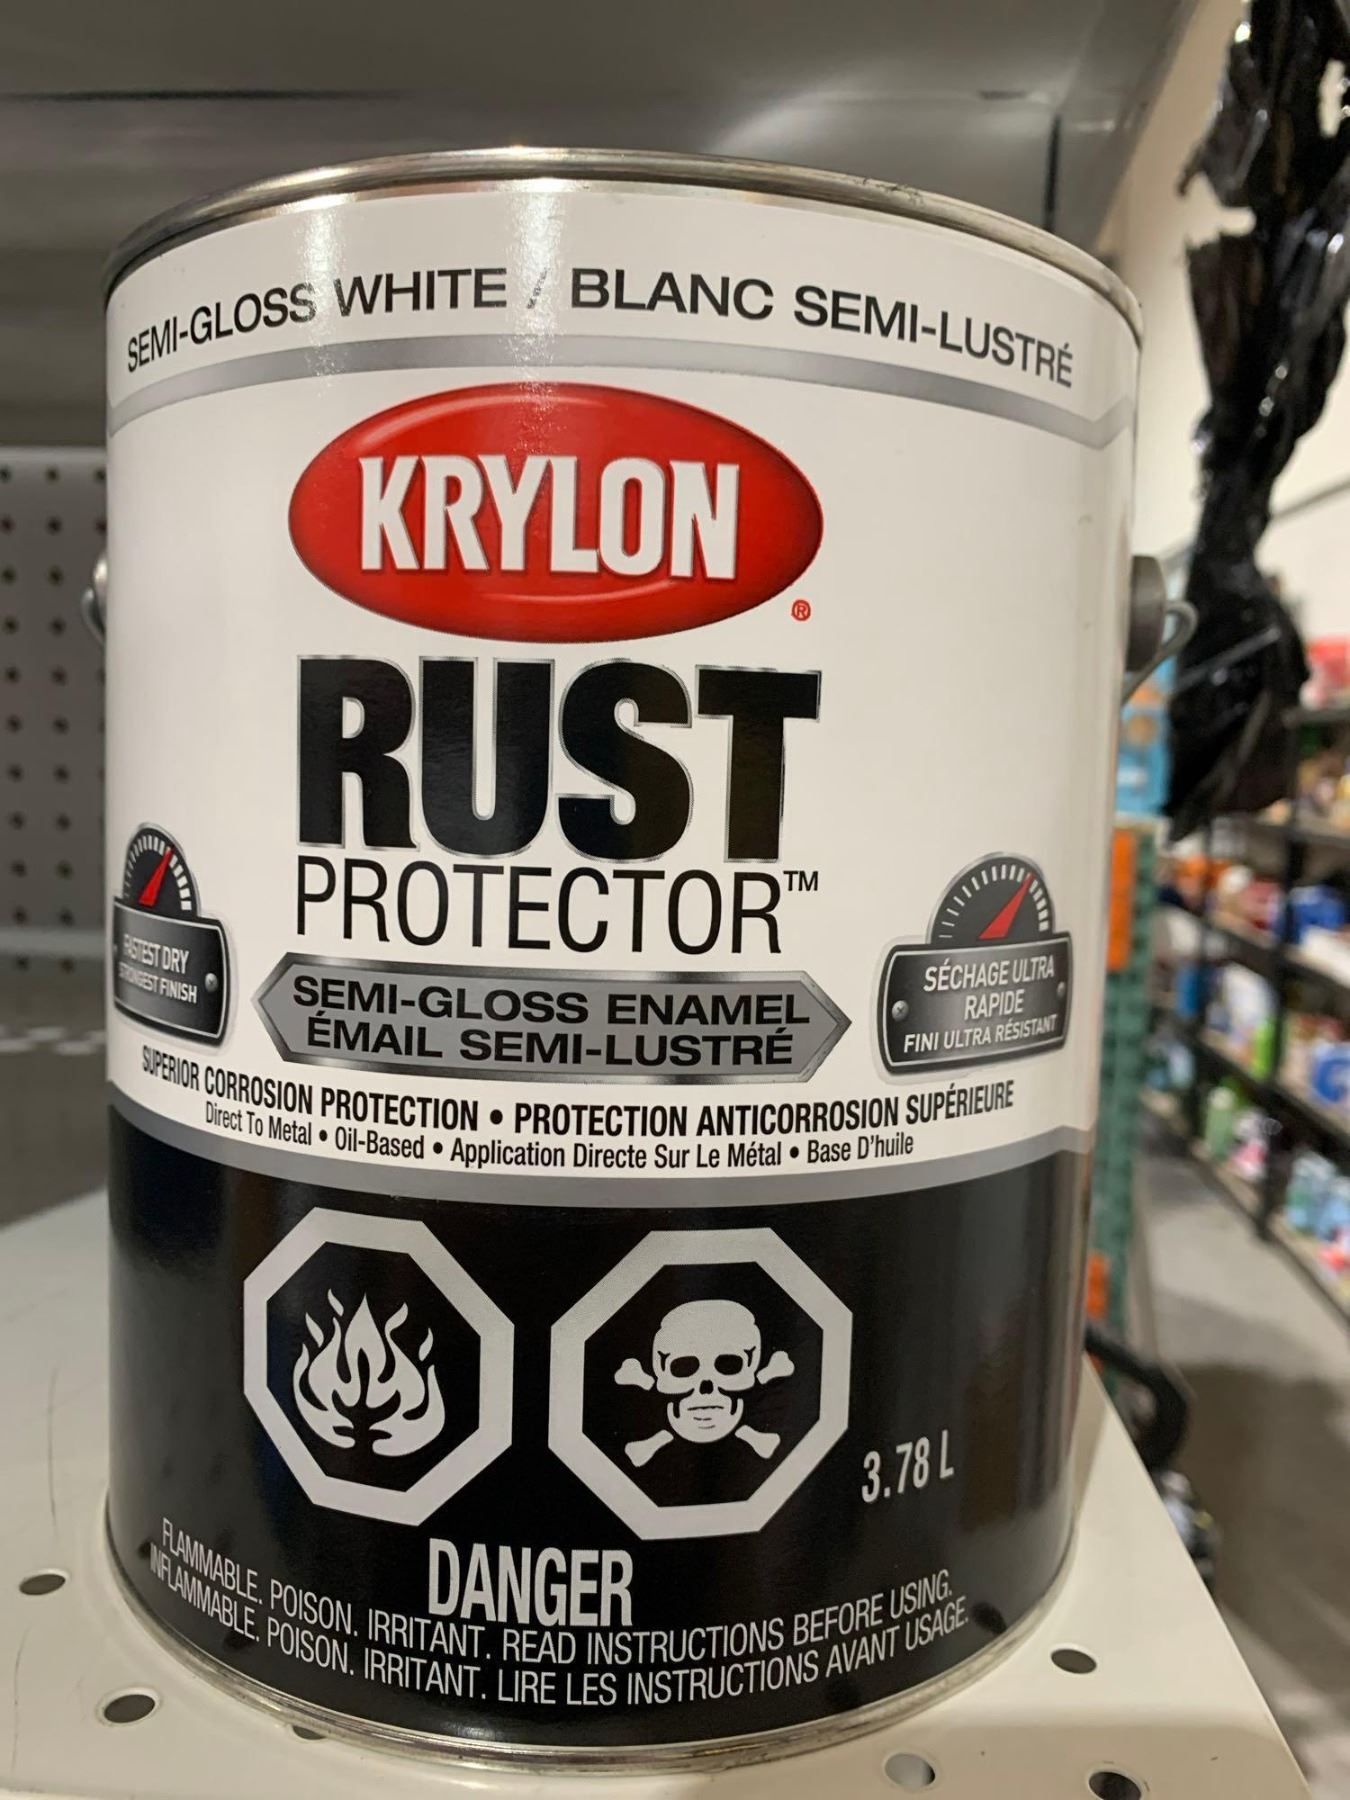 SEMI-GLOSS WHITE / BLANC SEMI-LUSTRÉ
KRYLON®
RUST
PROTECTOR™
FASTEST DRY
STRONGEST FINISH
SÉCHAGE ULTRA
RAPIDE
FINI ULTRA RÉSISTANT
SEMI-GLOSS ENAMEL
ÉMAIL SEMI-LUSTRÉ
SUPERIOR CORROSION PROTECTION • PROTECTION ANTICORROSION SUPÉRIEURE
Direct To Metal • Oil-Based • Application Directe Sur Le Métal • Base D'huile
3.78 L
DANGER
FLAMMABLE. POISON. IRRITANT. READ INSTRUCTIONS BEFORE USING.
INFLAMMABLE. POISON. IRRITANT. LIRE LES INSTRUCTIONS AVANT USAGE.